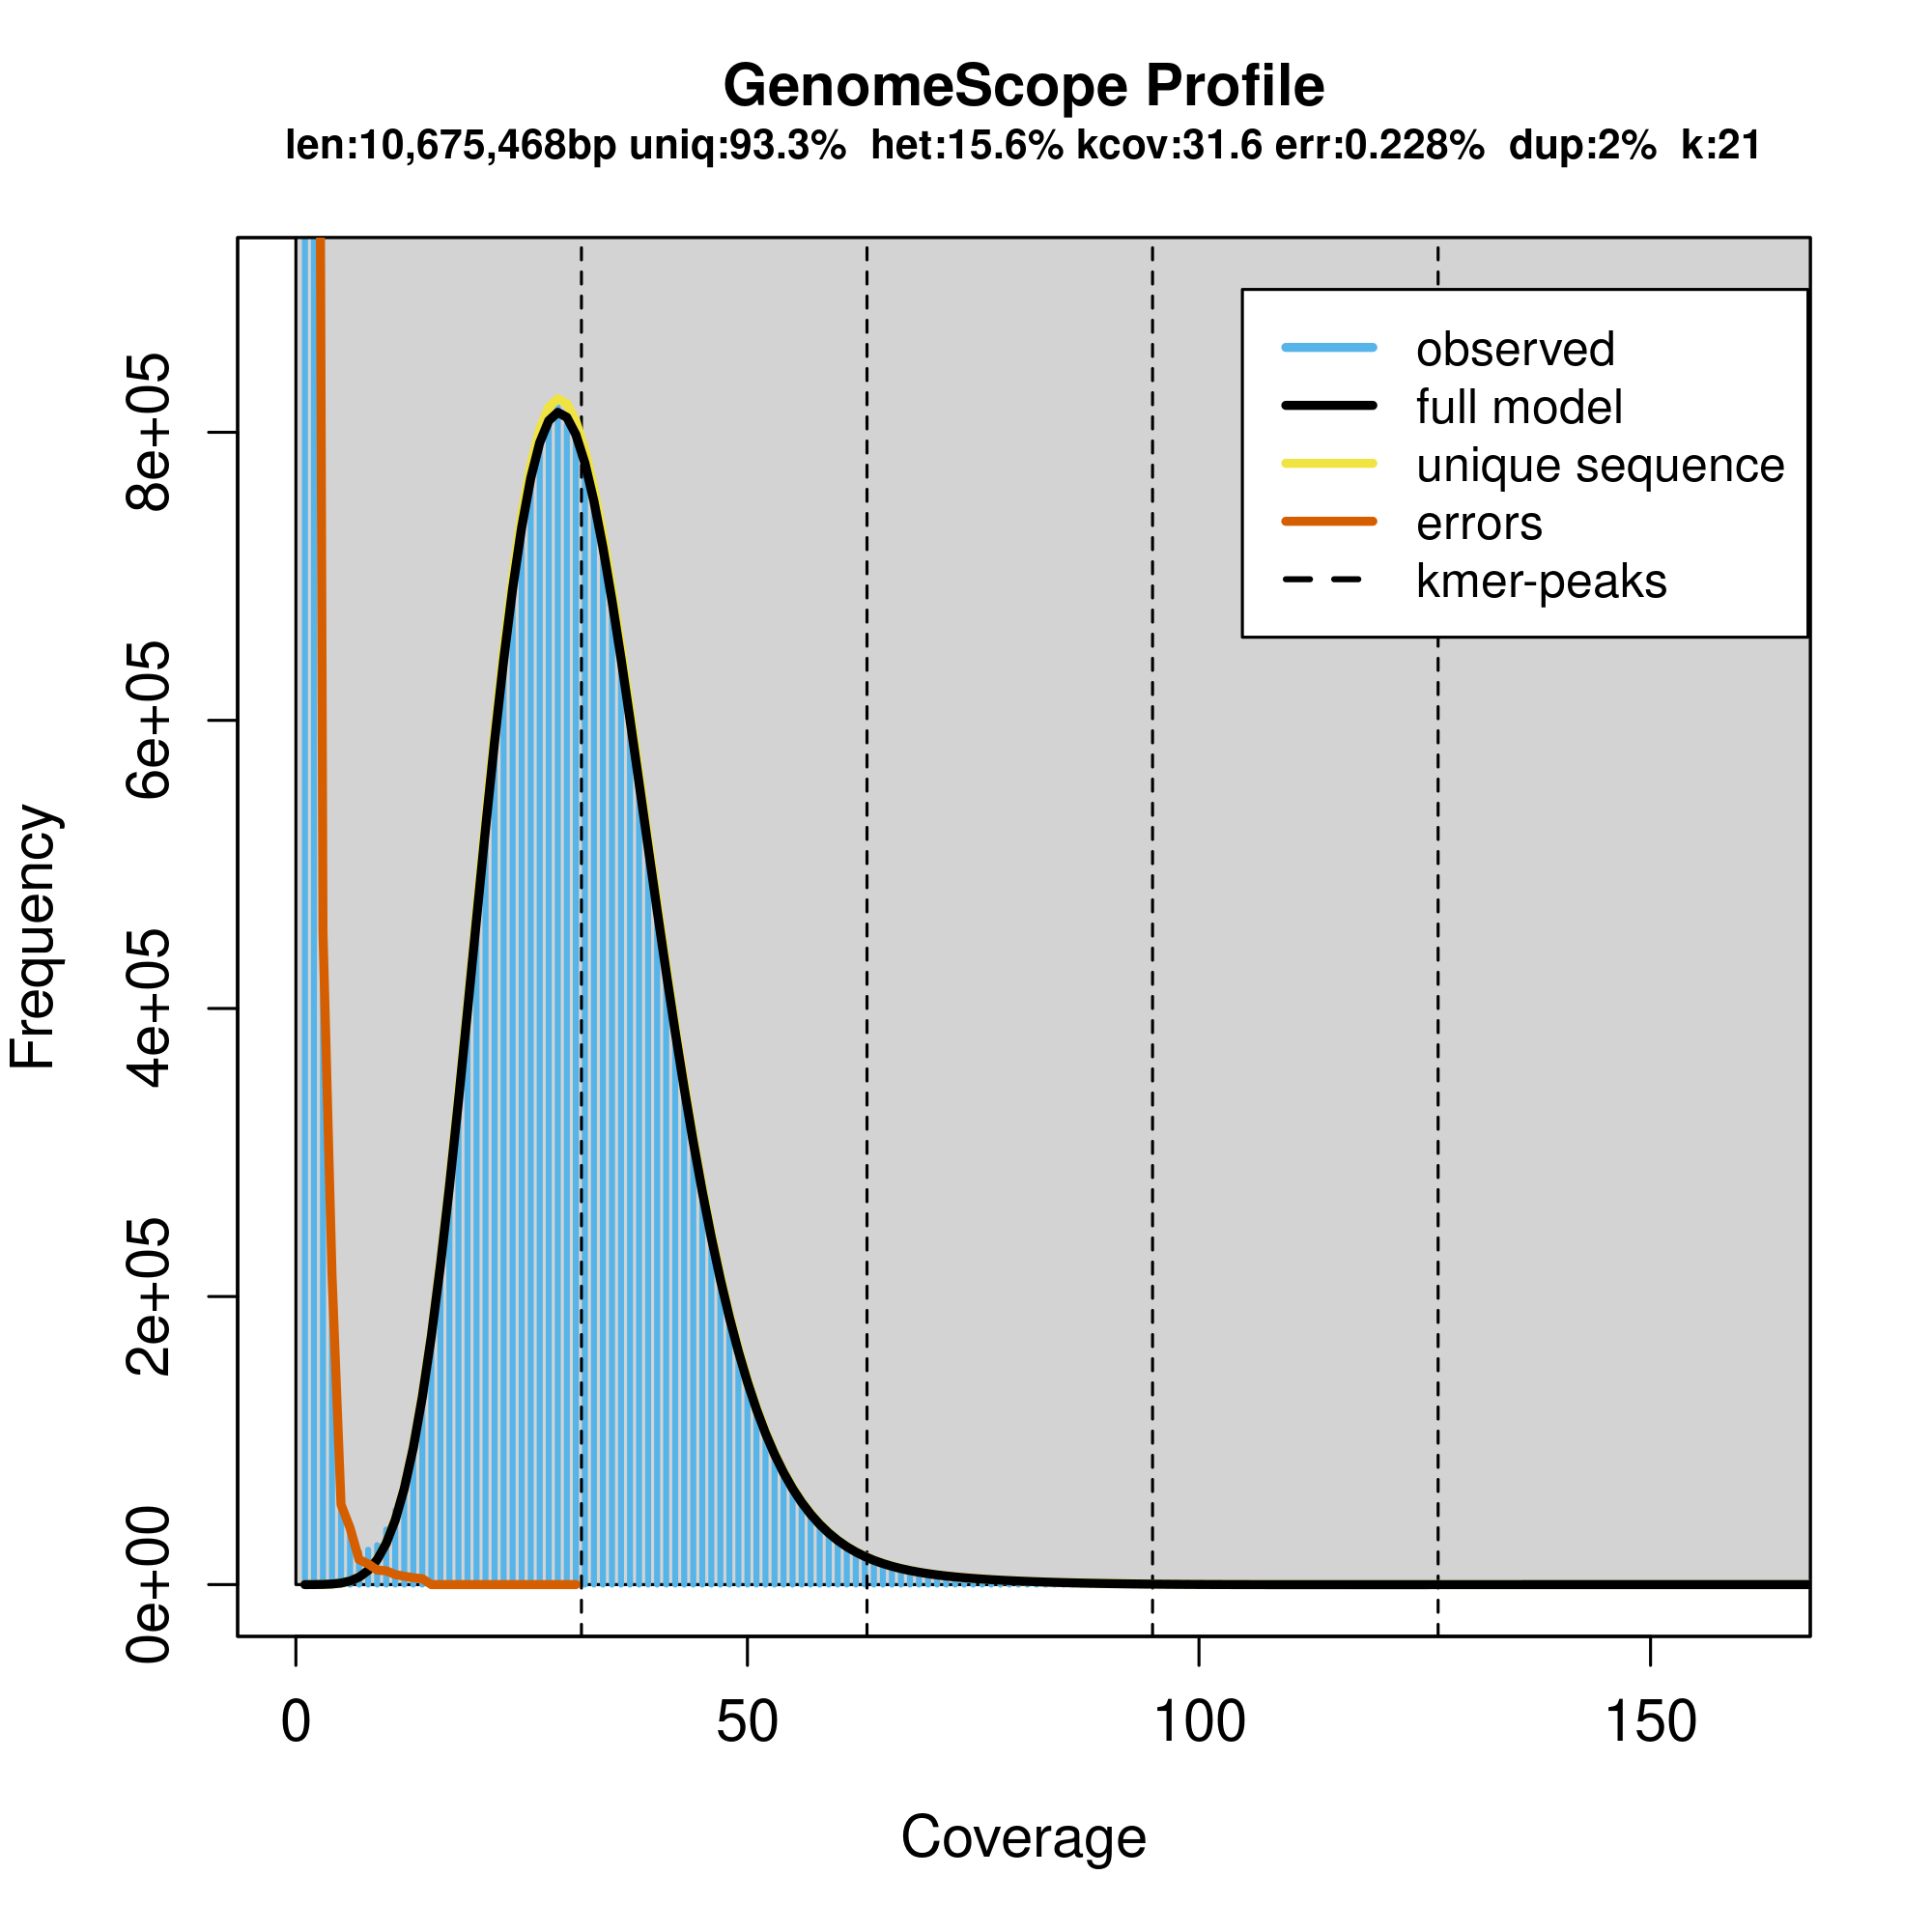 GenomeScope Profile
len:10,675,468bp uniq:93.3% het:15.6% kcov:31.6 err:0.228% dup:2% k:21
observed
full model
unique sequence
errors
kmer-peaks
Frequency
8e+05
6e+05
4e+05
2e+05
0e+00
0 50 100 150
Coverage